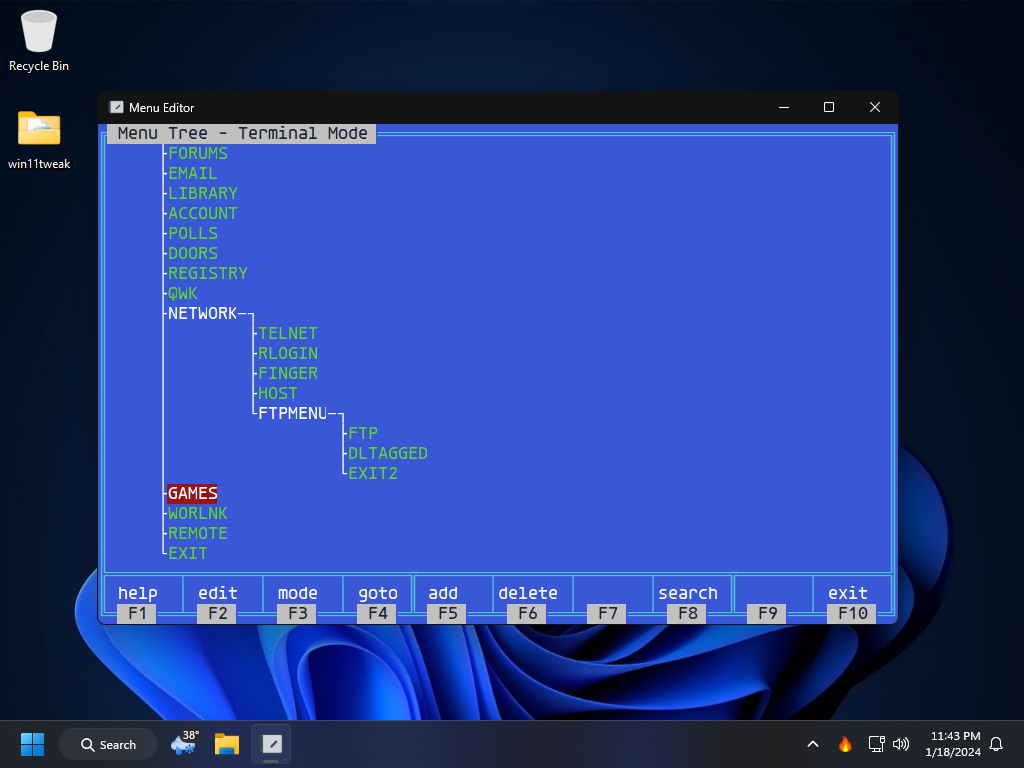 Recycle Bin
win11tweak
Menu Editor
Menu Tree - Terminal Mode
FORUMS
EMAIL
LIBRARY
ACCOUNT
POLLS
DOORS
REGISTRY
QWK
NETWORK
TELNET
RLOGIN
FINGER
HOST
FTPMENU
FTP
DLTAGGED
EXIT2
GAMES
WORLNK
REMOTE
EXIT
help edit mode goto add delete search exit
F1 F2 F3 F4 F5 F6 F7 F8 F9 F10
Search
38°
11:43 PM
1/18/2024